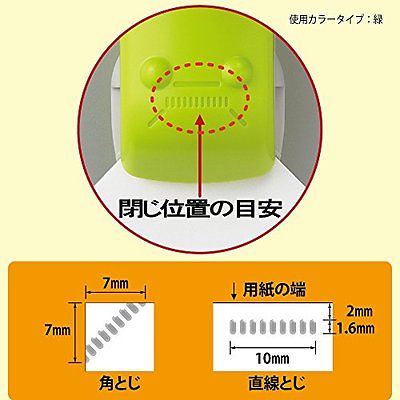 使用カラータイプ：緑
閉じ位置の目安
7mm
7mm
角とじ
↓用紙の端
2mm
1.6mm
10mm
直線とじ